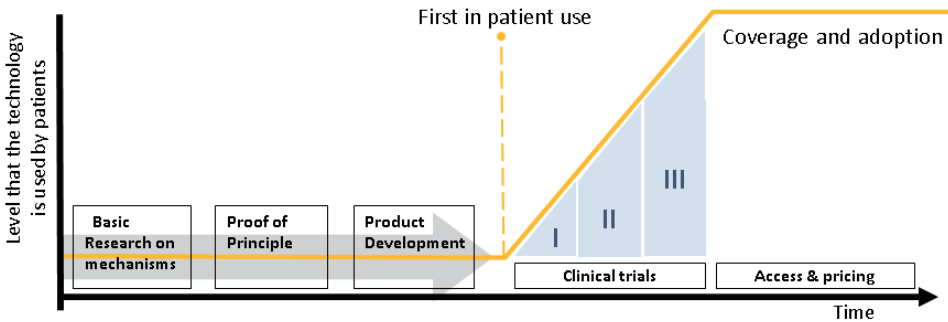 First in patient use
Coverage and adoption
Level that the technology
is used by patients
Basic
Research on
mechanisms
Proof of
Principle
Product
Development
I
II
III
Clinical trials
Access & pricing
Time